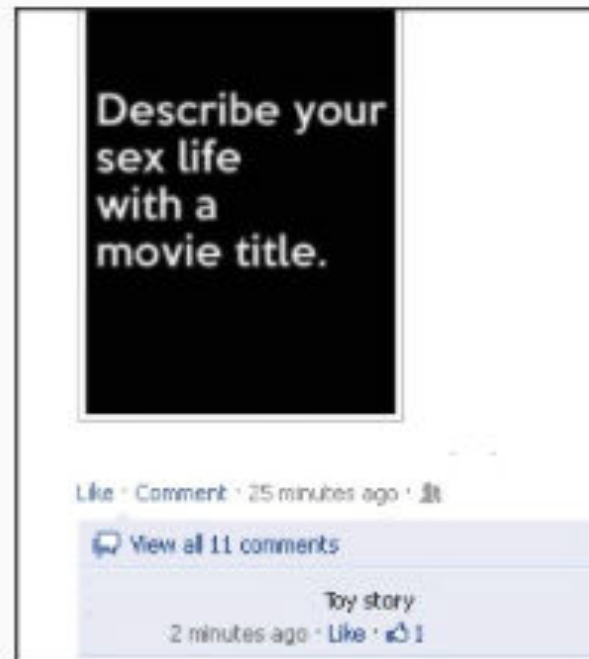 Describe your
sex life
with a
movie title.
Like · Comment · 25 minutes ago ·
View all 11 comments
Toy story
2 minutes ago · Like · 1